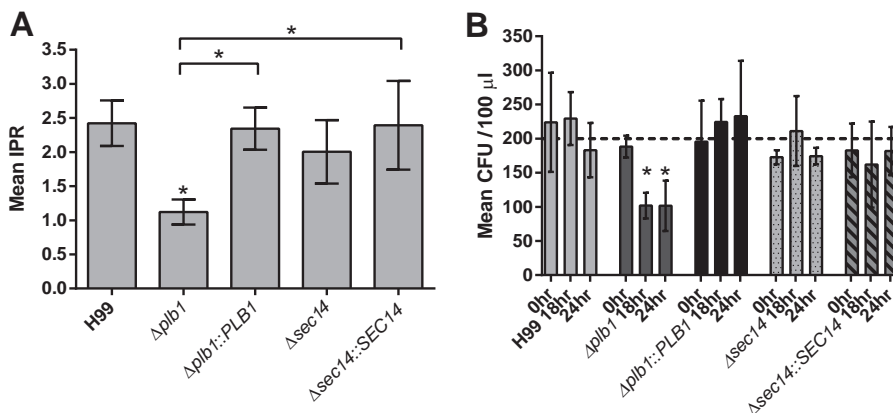 A
*
*
3.5
3.0
2.5
2.0
1.5
1.0
0.5
0.0
Mean IPR
*
H99
Δplb1
Δplb1::PLB1
Δsec14
Δsec14::SEC14
B
350
300
250
200
150
100
50
0
Mean CFU /100 µl
* *
0hr
H99 18hr
24hr
0hr
Δplb1 18hr
24hr
0hr
Δplb1::PLB1 18hr
24hr
0hr
Δsec14 18hr
24hr
0hr
Δsec14::SEC14 18hr
24hr